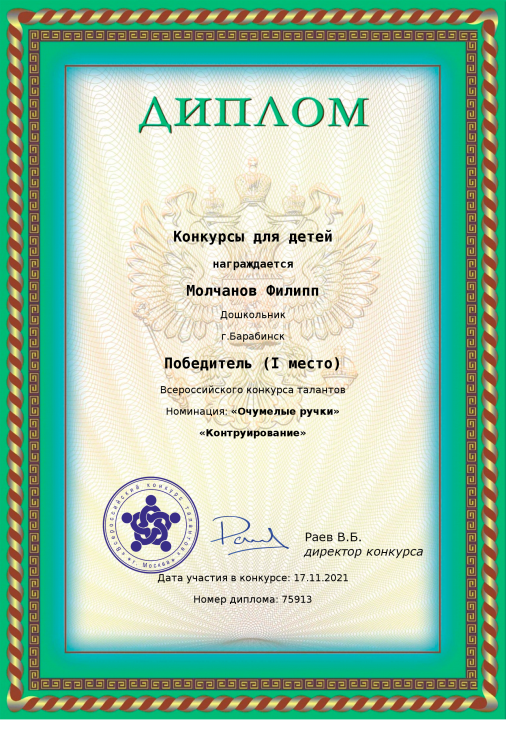 ДИПЛОМ
Конкурсы для детей
награждается
Молчанов Филипп
Дошкольник
г.Барабинск
Победитель (I место)
Всероссийского конкурса талантов
Номинация: «Очумелые ручки»
«Контруирование»
«Всероссийский конкурс талантов»
г. Москва
Раев В.Б.
директор конкурса
Дата участия в конкурсе: 17.11.2021
Номер диплома: 75913